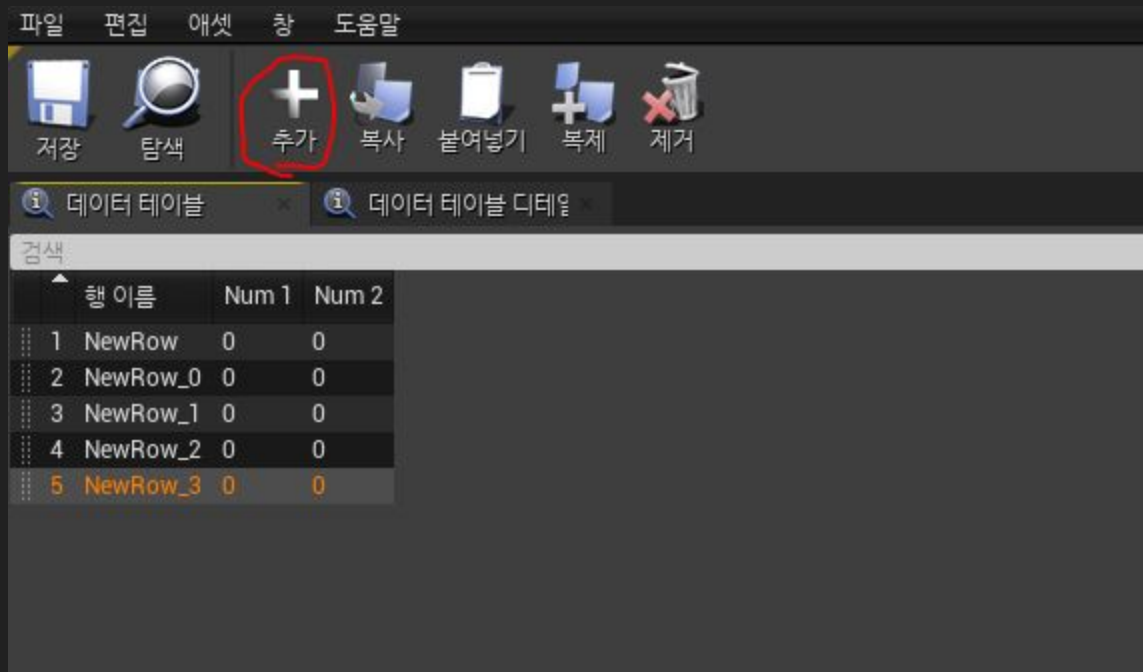 파일 편집 애셋 창 도움말
저장 탐색 추가 복사 붙여넣기 복제 제거
데이터 테이블 데이터 테이블 디테일
검색
행 이름 Num 1 Num 2
1 NewRow 0 0
2 NewRow_0 0 0
3 NewRow_1 0 0
4 NewRow_2 0 0
5 NewRow_3 0 0